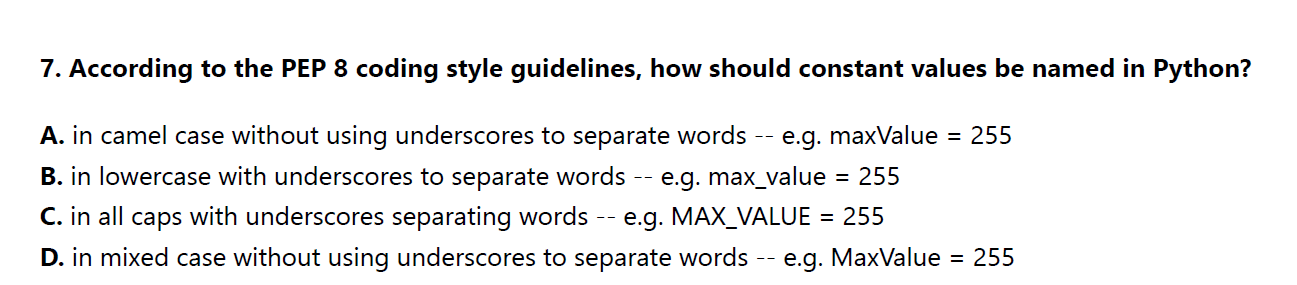 7. According to the PEP 8 coding style guidelines, how should constant values be named in Python?
A. in camel case without using underscores to separate words -- e.g. maxValue = 255
B. in lowercase with underscores to separate words -- e.g. max_value = 255
C. in all caps with underscores separating words -- e.g. MAX_VALUE = 255
D. in mixed case without using underscores to separate words -- e.g. MaxValue = 255